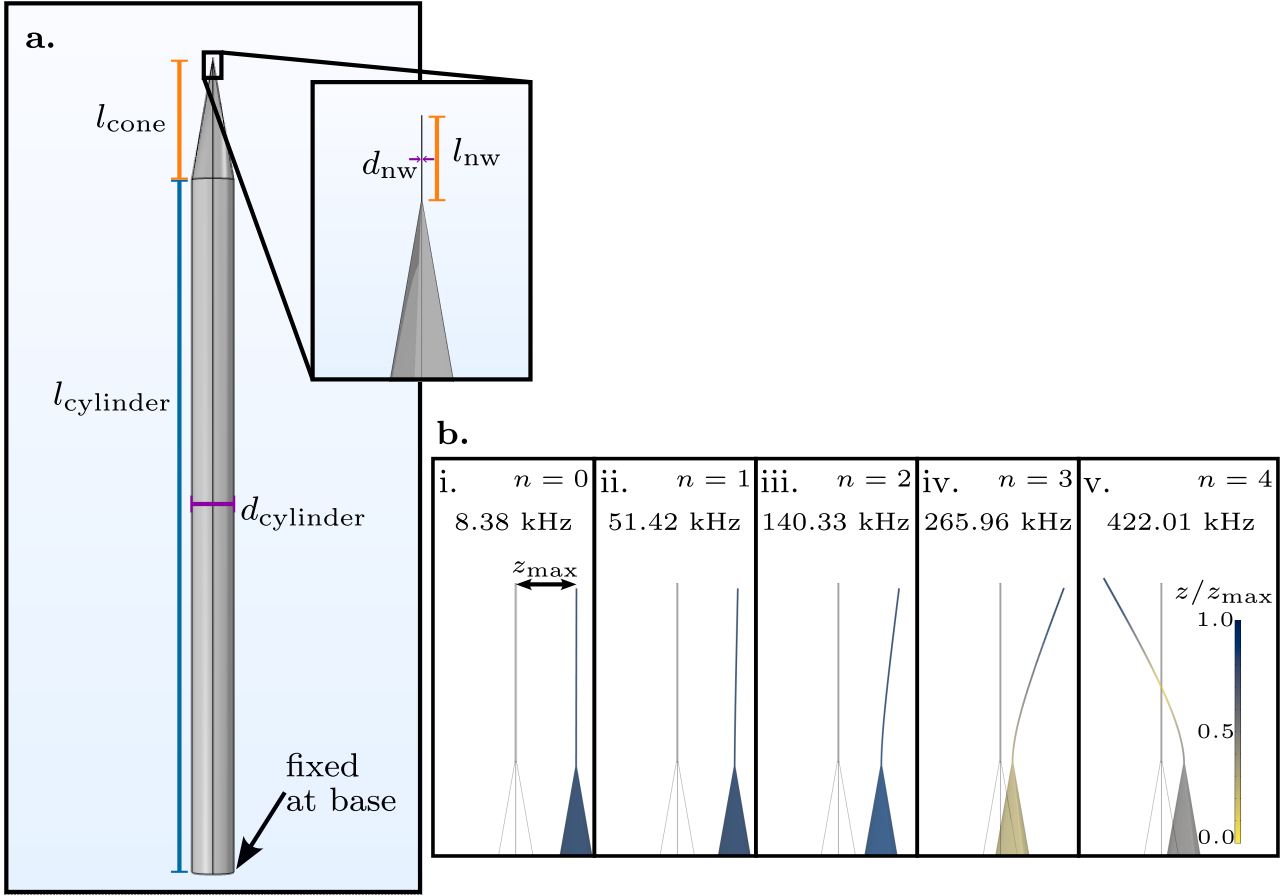 a.
l_cone
d_nw
l_nw
l_cylinder
d_cylinder
fixed
at base
b.
i. n = 0
8.38 kHz
z_max
ii. n = 1
51.42 kHz
iii. n = 2
140.33 kHz
iv. n = 3
265.96 kHz
v. n = 4
422.01 kHz
z/z_max
1.0
0.5
0.0